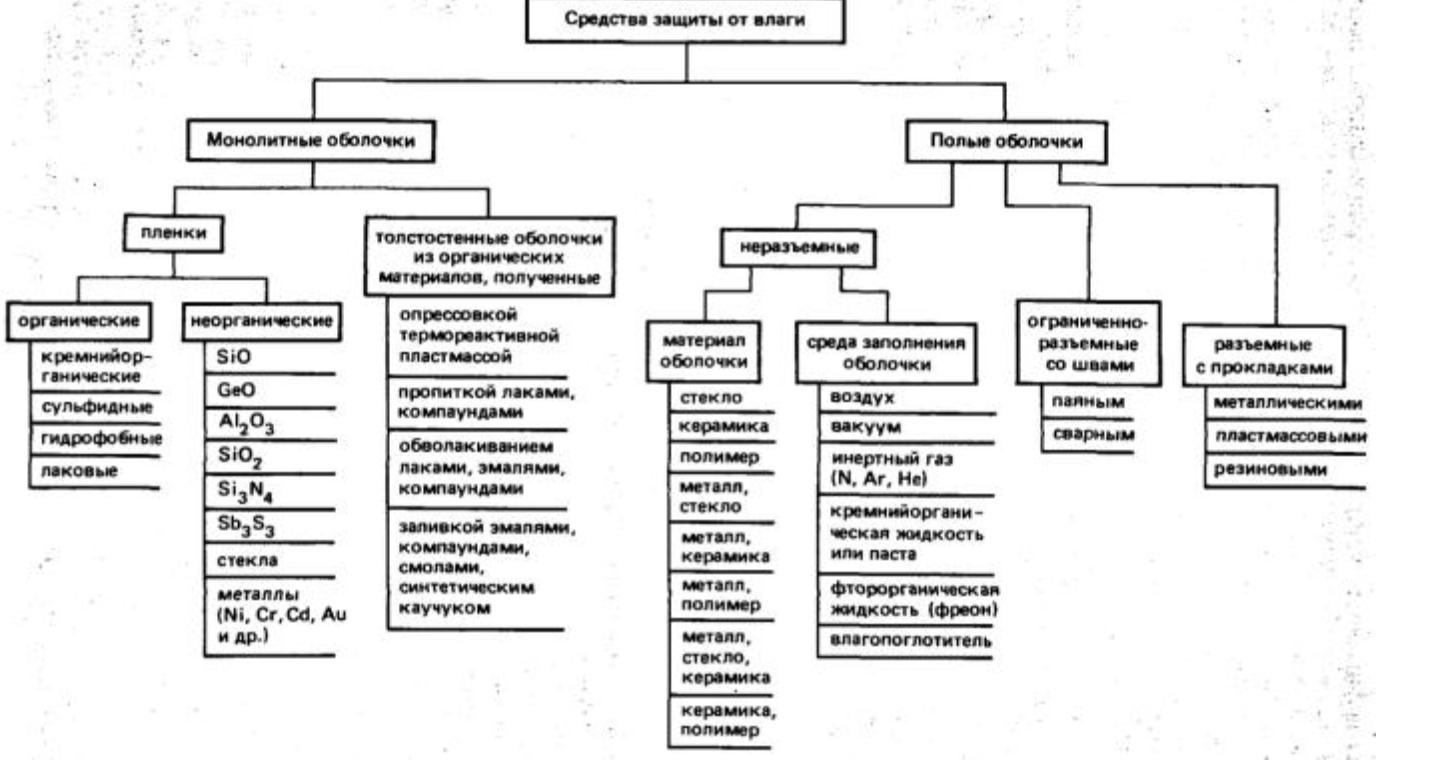 Средства защиты от влаги
Монолитные оболочки
Полые оболочки
пленки
толстостенные оболочки
из органических
материалов, полученные
неразъемные
органические
неорганические
кремнийор-
ганические
сульфидные
гидрофобные
лаковые
SiO
GeO
Al₂O₃
SiO₂
Si₃N₄
Sb₃S₃
стекла
металлы
(Ni, Cr, Cd, Au
и др.)
опрессовкой
термореактивной
пластмассой
пропиткой лаками,
компаундами
обволакиванием
лаками, эмалями,
компаундами
заливкой эмалями,
компаундами,
смолами,
синтетическим
каучуком
материал
оболочки
стекло
керамика
полимер
металл,
стекло
металл,
керамика
металл,
полимер
металл,
стекло,
керамика
керамика,
полимер
среда заполнения
оболочки
воздух
вакуум
инертный газ
(N, Ar, He)
кремнийоргани-
ческая жидкость
или паста
фторорганическая
жидкость (фреон)
влагопоглотитель
ограниченно-
разъемные
со швами
паяным
сварным
разъемные
с прокладками
металлическими
пластмассовыми
резиновыми